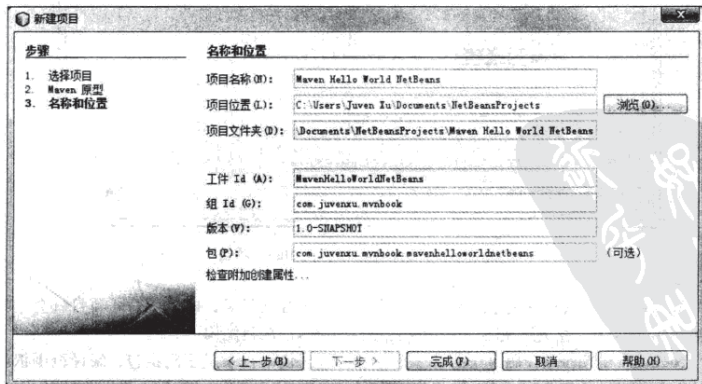 新建项目
步骤
1. 选择项目
2. Maven 原型
3. 名称和位置
名称和位置
项目名称(M): Maven Hello World NetBeans
项目位置(L): C:\Users\Juven Xu\Documents\NetBeansProjects 浏览(O)...
项目文件夹(D): \Documents\NetBeansProjects\Maven Hello World NetBeans
工件 Id (A): MavenHelloWorldNetBeans
组 Id (G): com.juvenxu.mvnbook
版本(V): 1.0-SNAPSHOT
包(P): com.juvenxu.mvnbook.mavenhelloworldnetbeans (可选)
检查附加创建属性...
< 上一步(B) 下一步 > 完成(F) 取消 帮助(H)